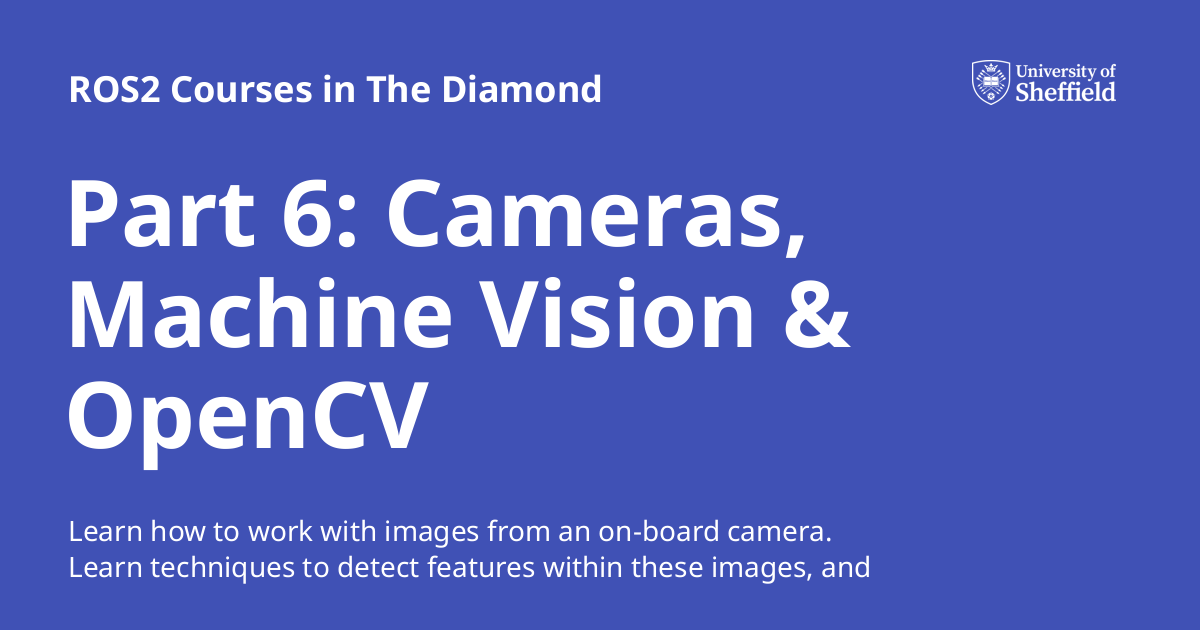 ROS2 Courses in The Diamond
University of
Sheffield
Part 6: Cameras,
Machine Vision &
OpenCV
Learn how to work with images from an on-board camera.
Learn techniques to detect features within these images, and